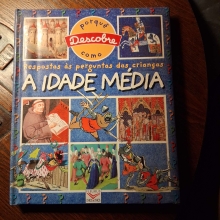 porquê
Descobre
como
Respostas às perguntas das crianças
A IDADE MÉDIA